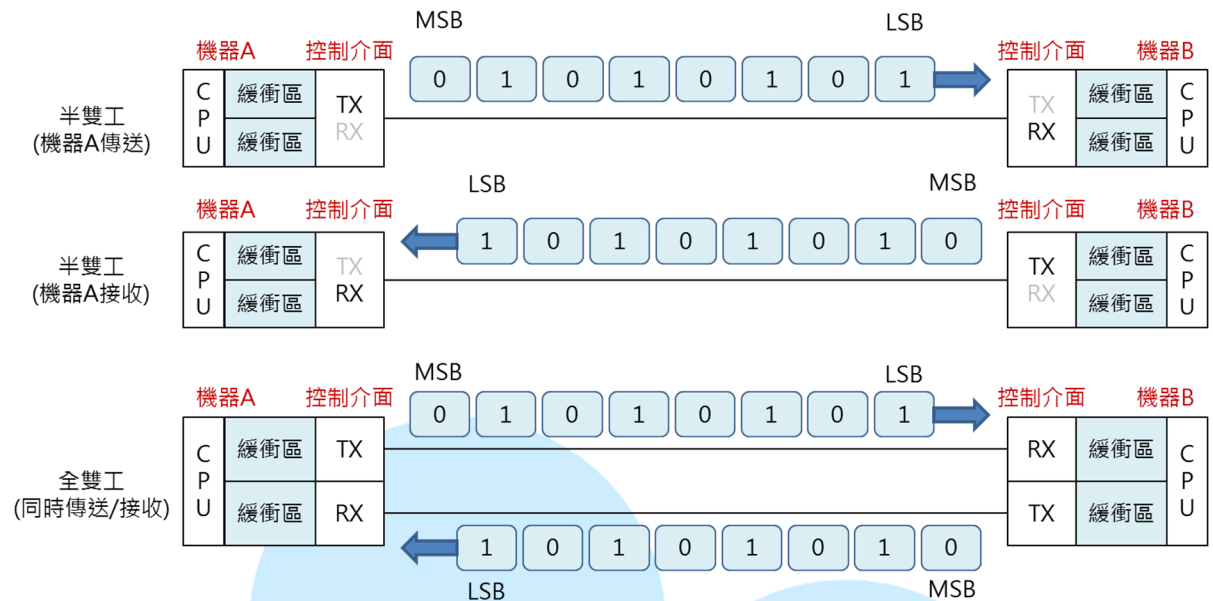 MSB
LSB
機器A 控制介面 0 1 0 1 0 1 0 1 控制介面 機器B
半雙工
(機器A傳送)
C
P
U
緩衝區
緩衝區
TX
RX
TX
RX
緩衝區
緩衝區
C
P
U
LSB
MSB
機器A 控制介面 1 0 1 0 1 0 1 0 控制介面 機器B
半雙工
(機器A接收)
C
P
U
緩衝區
緩衝區
TX
RX
TX
RX
緩衝區
緩衝區
C
P
U
MSB
LSB
機器A 控制介面 0 1 0 1 0 1 0 1 控制介面 機器B
全雙工
(同時傳送/接收)
C
P
U
緩衝區
TX
緩衝區
RX
RX
緩衝區
TX
緩衝區
C
P
U
1 0 1 0 1 0 1 0
LSB
MSB